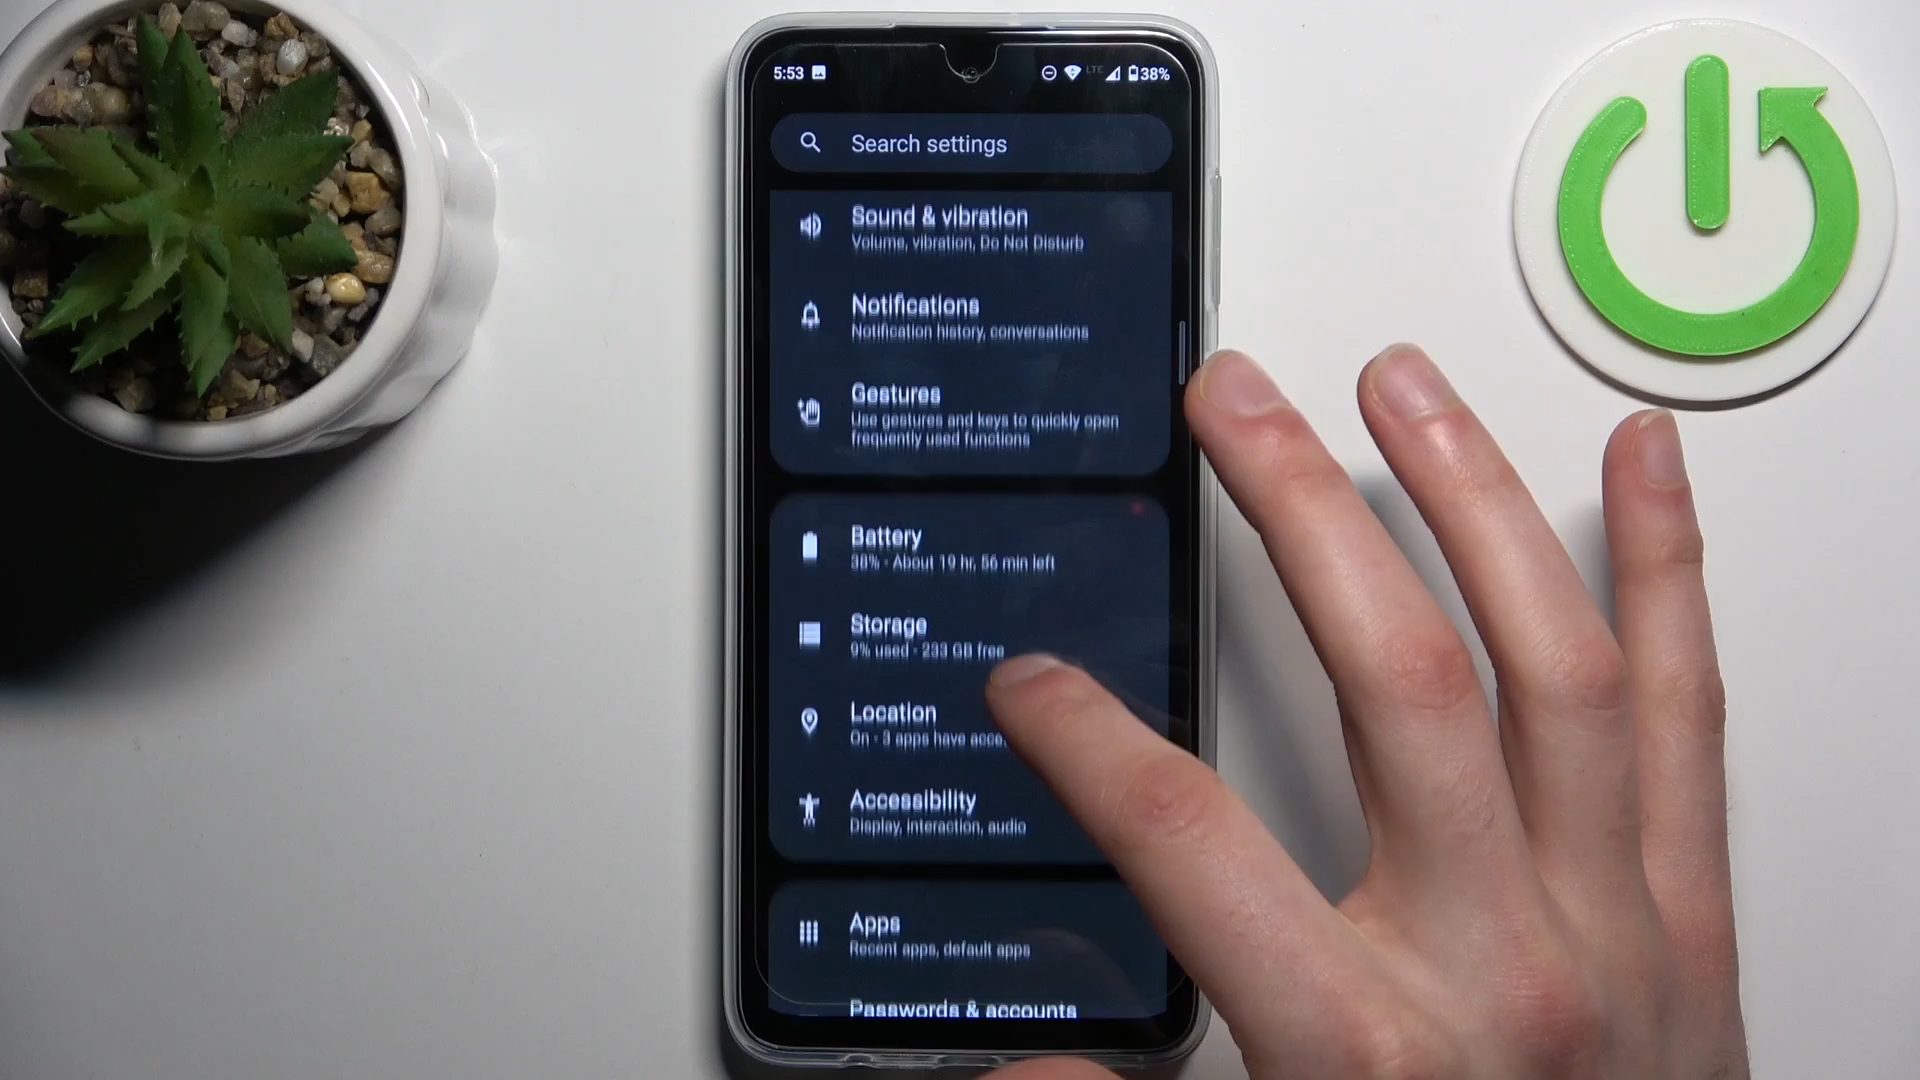 5:53
LTE
38%
Search settings
Sound & vibration
Volume, vibration, Do Not Disturb
Notifications
Notification history, conversations
Gestures
Use gestures and keys to quickly open
frequently used functions
Battery
38% - About 19 hr, 56 min left
Storage
9% used - 233 GB free
Location
On - 3 apps have acce
Accessibility
Display, interaction, audio
Apps
Recent apps, default apps
Passwords & accounts